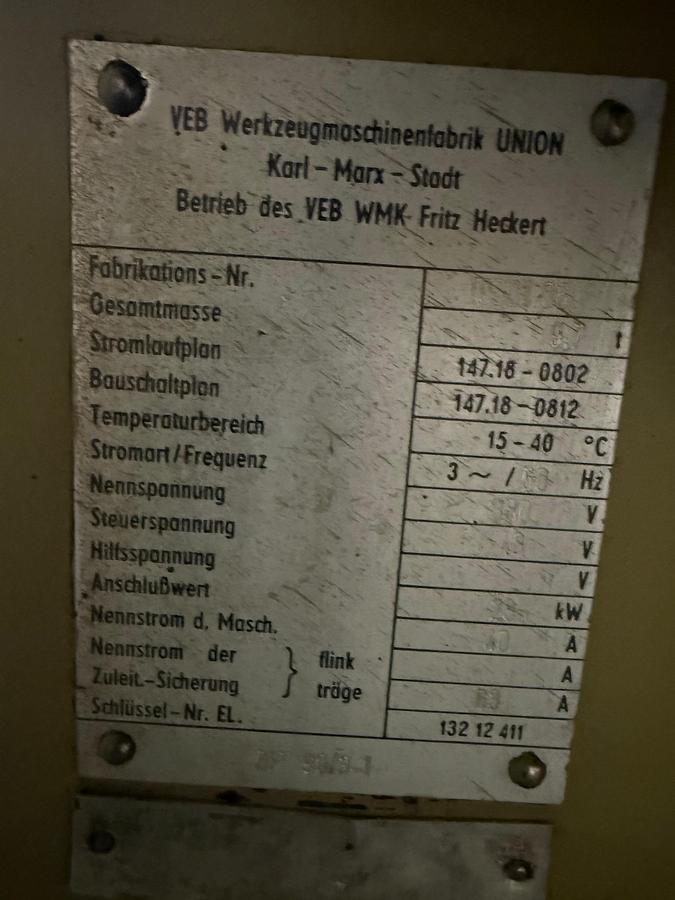 VEB Werkzeugmaschinenfabrik UNION
Karl-Marx-Stadt
Betrieb des VEB WMK Fritz Heckert
Fabrikations-Nr.
Gesamtmasse t
Stromlaufplan 147.18-0802
Bauschaltplan 147.18-0812
Temperaturbereich 15-40 °C
Stromart/Frequenz 3 ~ / Hz
Nennspannung V
Steuerspannung V
Hilfsspannung V
Anschlußwert kW
Nennstrom d. Masch. A
Nennstrom der } flink A
Zuleit.-Sicherung träge 63 A
Schlüssel-Nr. EL. 132 12 411